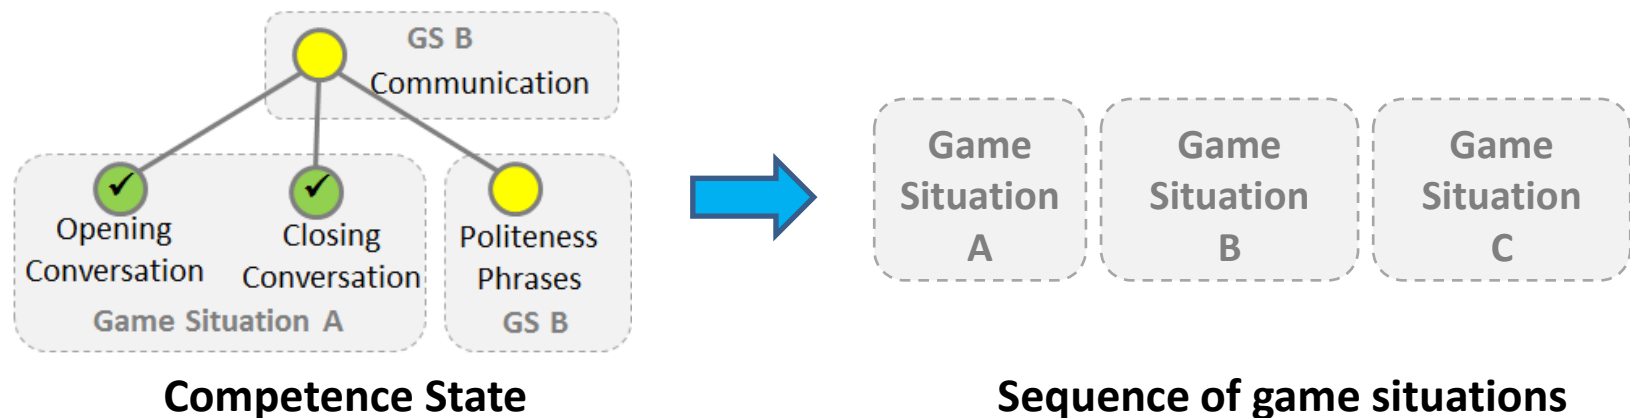 GS B
Communication
Opening
Conversation
Closing
Conversation
Game Situation A
Politeness
Phrases
GS B
Competence State
Game
Situation
A
Game
Situation
B
Game
Situation
C
Sequence of game situations